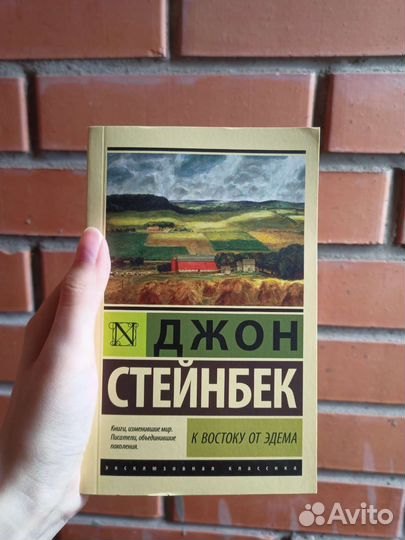 N ДЖОН
СТЕЙНБЕК
Книги, изменившие мир.
Писатели, объединившие
поколения.
К ВОСТОКУ ОТ ЭДЕМА
ЭКСКЛЮЗИВНАЯ КЛАССИКА
Avito